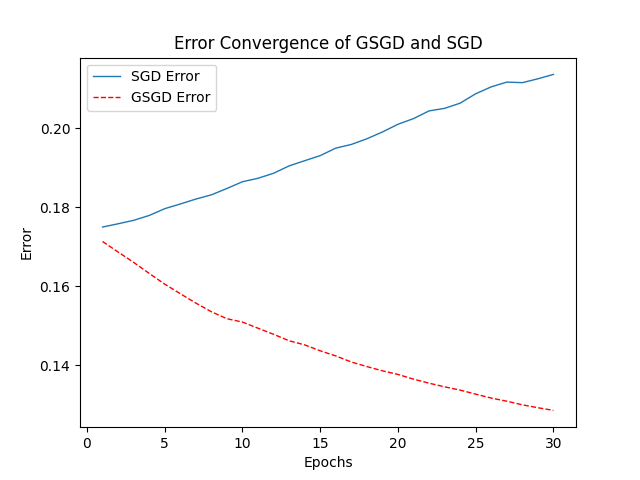 Error Convergence of GSGD and SGD
SGD Error
GSGD Error
0.20
0.18
0.16
0.14
Error
0 5 10 15 20 25 30
Epochs